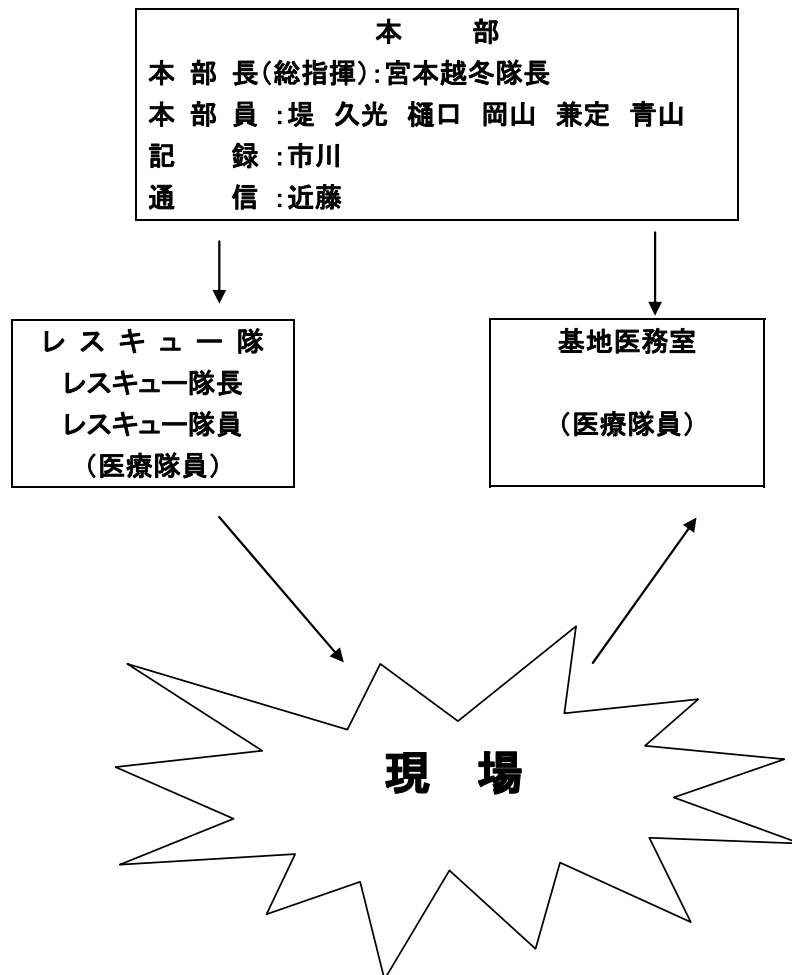 本　　部
本 部 長(総指揮):宮本越冬隊長
本 部 員 :堤 久光 樋口 岡山 兼定 青山
記　　録 :市川
通　　信 :近藤
レ ス キ ュ ー 隊
レスキュー隊長
レスキュー隊員
(医療隊員)
基地医務室
(医療隊員)
現 場